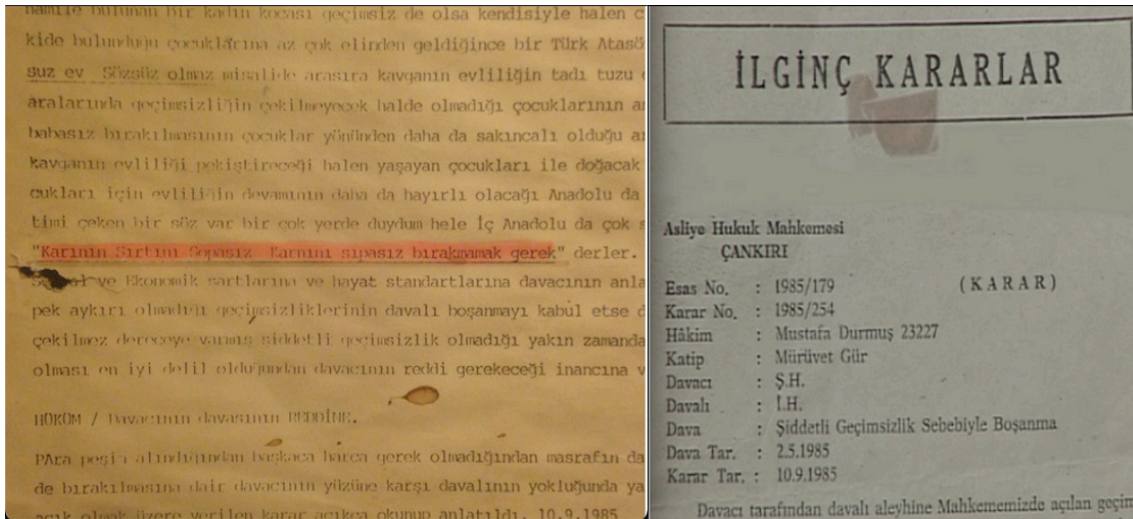 hamile bulunan bir kadın kocası geçimsiz de olsa kendisiyle halen c
kide bulunduğu çocuklarına az çok elinden geldiğince bir Türk Atasö
suz ev Sözsüz olmaz misalide arasıra kavganın evliliğin tadı tuzu
aralarında geçimsizliğin çekilmeyecek halde olmadığı çocuklarının a
babasız bırakılmasının çocuklar yönünden daha da sakıncalı olduğu a
kavganın evliliği pekiştireceği halen yaşayan çocukları ile doğacak
cukları için evliliğin devamının daha da hayırlı olacağı Anadolu da
timi çeken bir söz var bir çok yerde duydum hele İç Anadolu da çok s
"Karının Sırtını Sopasız Karnını sıpasız bırakmamak gerek" derler.
ve Ekonomik şartlarına ve hayat standartlarına davacının anla
pek aykırı olmadığı geçimsizliklerinin davalı boşanmayı kabul etse d
çekilmez dereceye varmış şiddetli geçimsizlik olmadığı yakın zamanda
olması en iyi delil olduğundan davacının reddi gerekeceği inancına v
HÜKÜM / Davacının davasının REDDİNE.
PAra peşin alındığından başkaca harca gerek olmadığından masrafın da
de bırakılmasına dair davacının yüzüne karşı davalının yokluğunda ya
açık olmak üzere verilen karar açıkca okunup anlatıldı. 10.9.1985
İLGİNÇ KARARLAR
Asliye Hukuk Mahkemesi
ÇANKIRI
Esas No. : 1985/179 (KARAR)
Karar No. : 1985/254
Hâkim : Mustafa Durmuş 23227
Katip : Mürüvet Gür
Davacı : Ş.H.
Davalı : İ.H.
Dava : Şiddetli Geçimsizlik Sebebiyle Boşanma
Dava Tar. : 2.5.1985
Karar Tar. : 10.9.1985
Davacı tarafından davalı aleyhine Mahkememizde açılan geçim